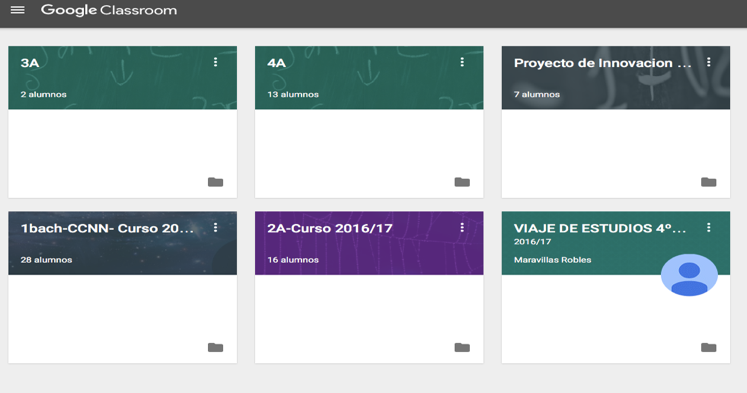 Google Classroom
3A
2 alumnos
4A
13 alumnos
Proyecto de Innovacion ...
7 alumnos
1bach-CCNN- Curso 20...
28 alumnos
2A-Curso 2016/17
16 alumnos
VIAJE DE ESTUDIOS 4º...
2016/17
Maravillas Robles